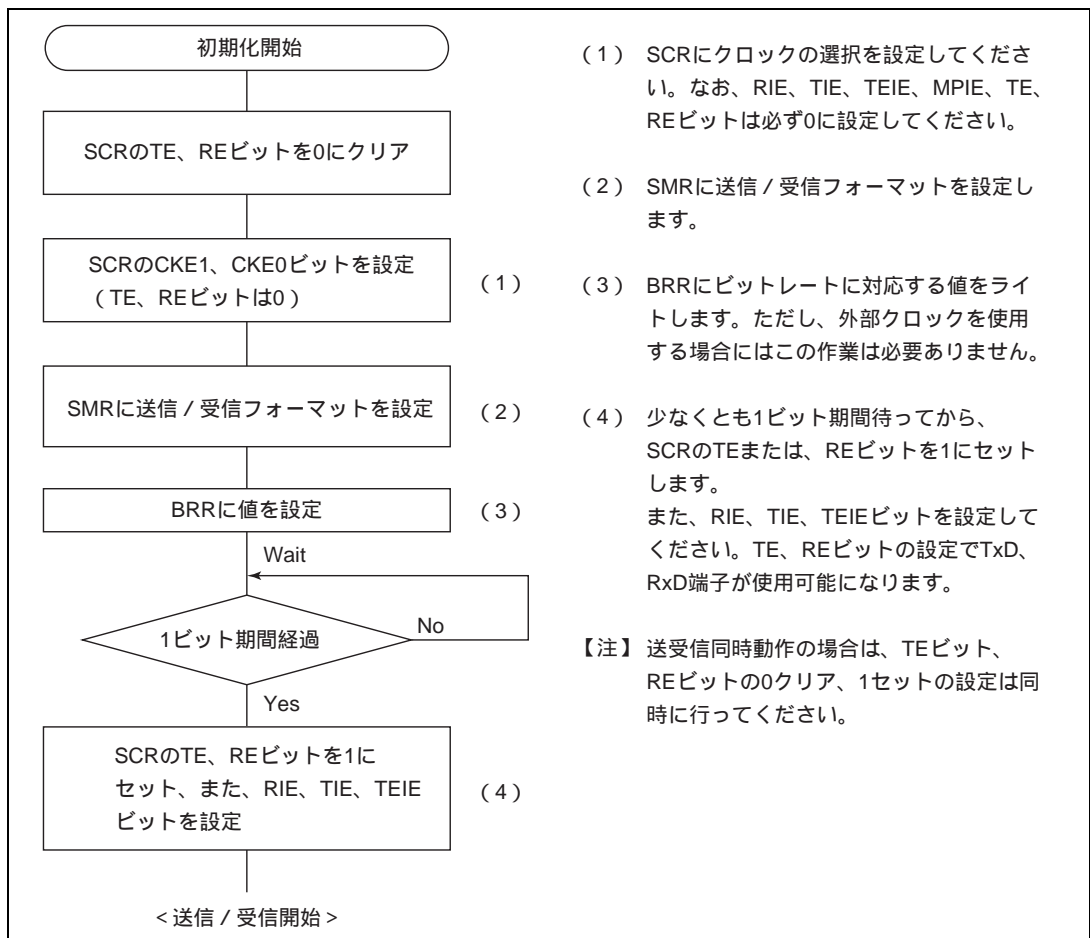 初期化開始
SCRのTE、REビットを0にクリア
SCRのCKE1、CKE0ビットを設定
（TE、REビットは0）
（1）
SMRに送信／受信フォーマットを設定
（2）
BRRに値を設定
（3）
Wait
1ビット期間経過
No
Yes
SCRのTE、REビットを1に
セット、また、RIE、TIE、TEIE
ビットを設定
（4）
<送信／受信開始>
（1） SCRにクロックの選択を設定してくださ
い。なお、RIE、TIE、TEIE、MPIE、TE、
REビットは必ず0に設定してください。
（2） SMRに送信／受信フォーマットを設定し
ます。
（3） BRRにビットレートに対応する値をライ
トします。ただし、外部クロックを使用
する場合にはこの作業は必要ありません。
（4） 少なくとも1ビット期間待ってから、
SCRのTEまたは、REビットを1にセット
します。
また、RIE、TIE、TEIEビットを設定して
ください。TE、REビットの設定でTxD、
RxD端子が使用可能になります。
【注】 送受信同時動作の場合は、TEビット、
REビットの0クリア、1セットの設定は同
時に行ってください。